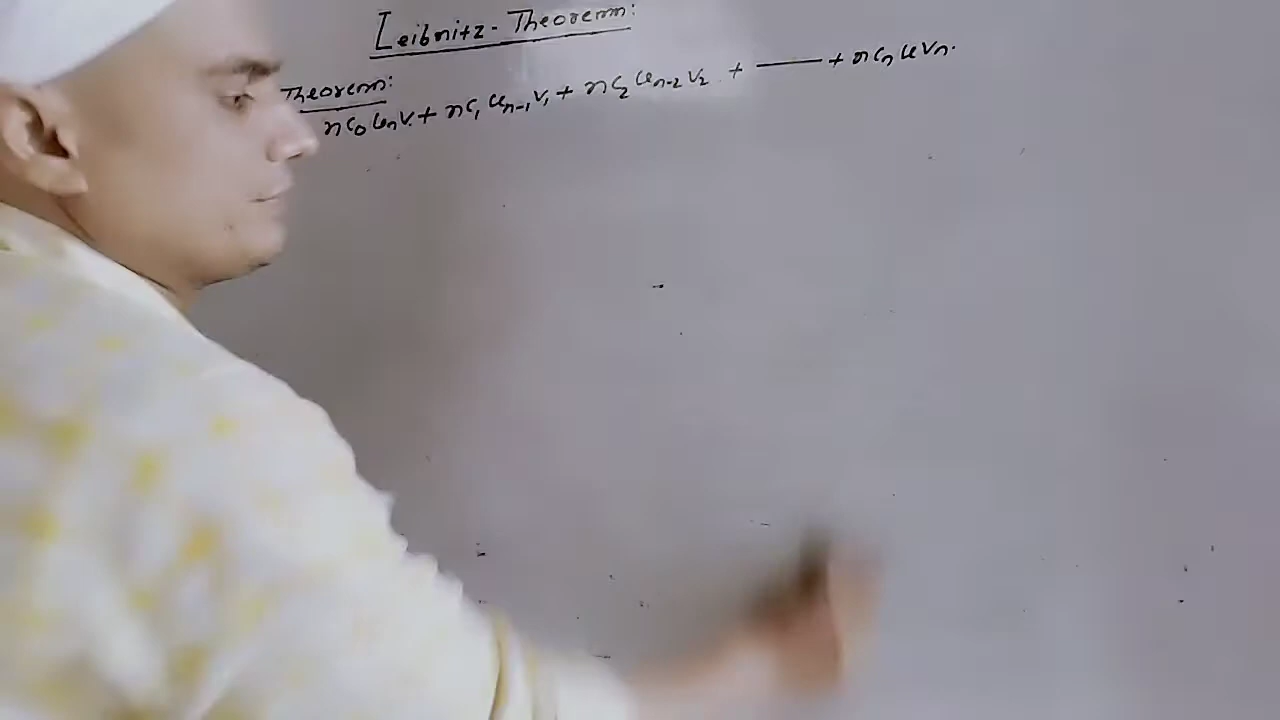 Leibnitz - Theorem:
Theorem:
nC₀ UₙV + nC₁ Uₙ₋₁V₁ + nC₂ Uₙ₋₂V₂ + —— + nCₙ UVₙ.